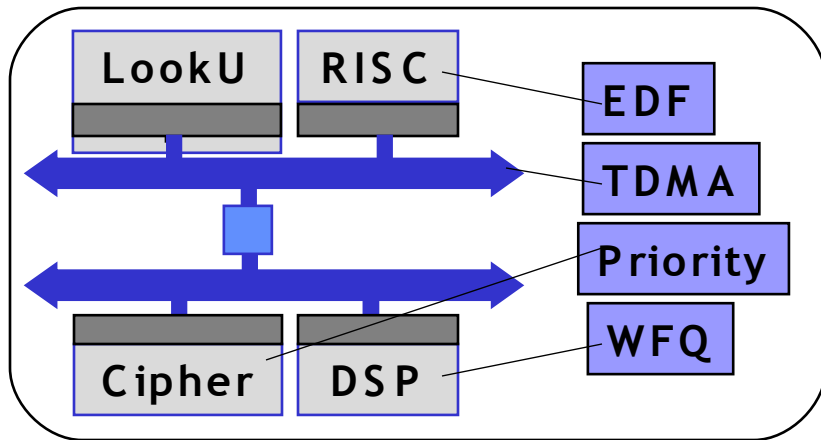 LookU
RISC
EDF
TDMA
Priority
WFQ
Cipher
DSP